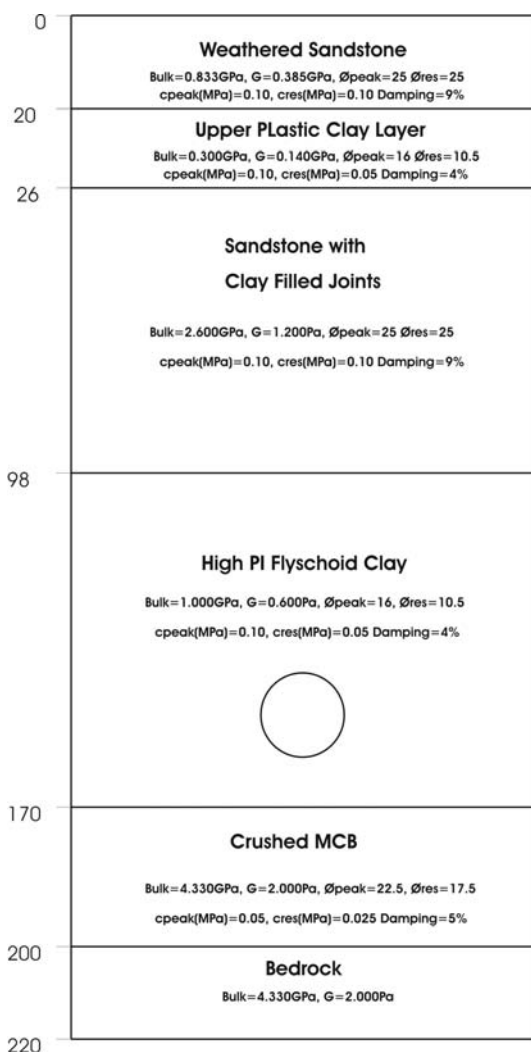 0
Weathered Sandstone
Bulk=0.833GPa, G=0.385GPa, Øpeak=25 Øres=25
cpeak(MPa)=0.10, cres(MPa)=0.10 Damping=9%
20
Upper PLastic Clay Layer
Bulk=0.300GPa, G=0.140GPa, Øpeak=16 Øres=10.5
cpeak(MPa)=0.10, cres(MPa)=0.05 Damping=4%
26
Sandstone with
Clay Filled Joints
Bulk=2.600GPa, G=1.200Pa, Øpeak=25 Øres=25
cpeak(MPa)=0.10, cres(MPa)=0.10 Damping=9%
98
High PI Flyschoid Clay
Bulk=1.000GPa, G=0.600Pa, Øpeak=16, Øres=10.5
cpeak(MPa)=0.10, cres(MPa)=0.05 Damping=4%
170
Crushed MCB
Bulk=4.330GPa, G=2.000Pa, Øpeak=22.5, Øres=17.5
cpeak(MPa)=0.05, cres(MPa)=0.025 Damping=5%
200
Bedrock
Bulk=4.330GPa, G=2.000Pa
220